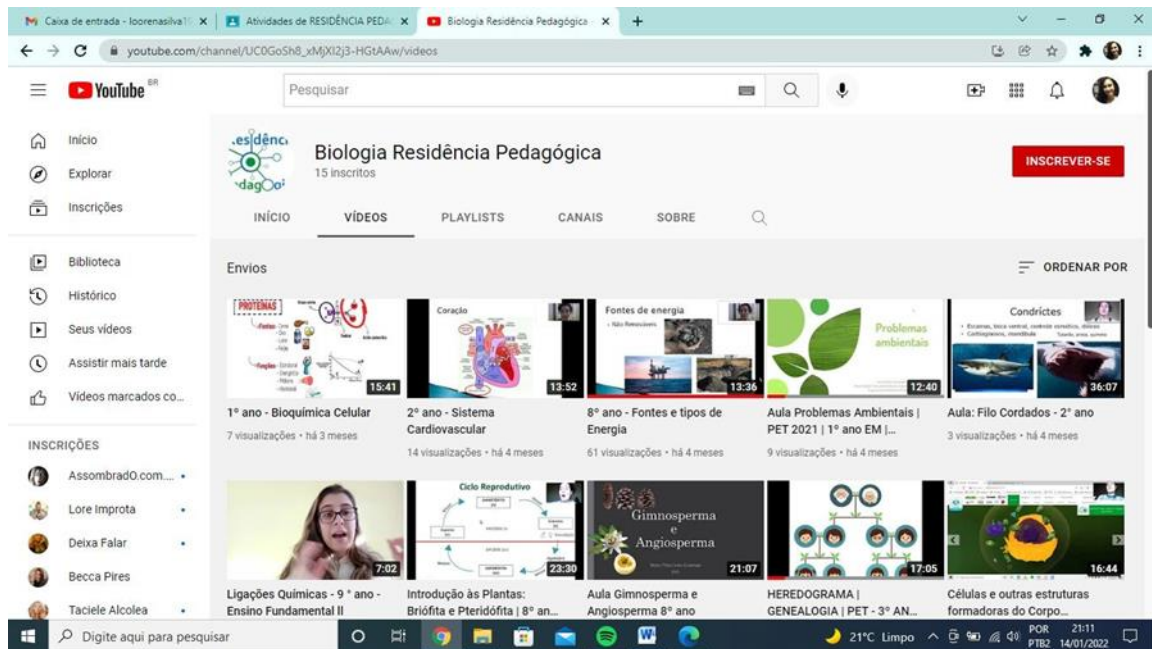 Caixa de entrada - loorenasilva1
Atividades de RESIDÊNCIA PEDA
Biologia Residência Pedagógica -
youtube.com/channel/UC0GoSh8_xMjXI2j3-HGtAAw/videos
YouTube BR
Pesquisar
Início
Explorar
Inscrições
Biblioteca
Histórico
Seus vídeos
Assistir mais tarde
Vídeos marcados co...
INSCRIÇÕES
AssombradO.com....
Lore Improta
Deixa Falar
Becca Pires
Taciele Alcolea
Biologia Residência Pedagógica
15 inscritos
INSCREVER-SE
INÍCIO VÍDEOS PLAYLISTS CANAIS SOBRE
Envios
ORDENAR POR
PROTEÍNAS
15:41
1º ano - Bioquímica Celular
7 visualizações • há 3 meses
Coração
13:52
2º ano - Sistema
Cardiovascular
14 visualizações • há 4 meses
Fontes de energia
Não Renováveis
13:36
8º ano - Fontes e tipos de
Energia
61 visualizações • há 4 meses
Problemas
ambientais
12:40
Aula Problemas Ambientais |
PET 2021 | 1º ano EM |...
9 visualizações • há 4 meses
Condrictes
36:07
Aula: Filo Cordados - 2° ano
3 visualizações • há 4 meses
7:02
Ligações Químicas - 9 ° ano -
Ensino Fundamental II
Ciclo Reprodutivo
23:30
Introdução às Plantas:
Briófita e Pteridófita | 8º an...
Gimnosperma
e
Angiosperma
21:07
Aula Gimnosperma e
Angiosperma 8º ano
17:05
HEREDOGRAMA |
GENEALOGIA | PET - 3º AN...
16:44
Células e outras estruturas
formadoras do Corpo...
Digite aqui para pesquisar
21°C Limpo
POR
PTB2
21:11
14/01/2022